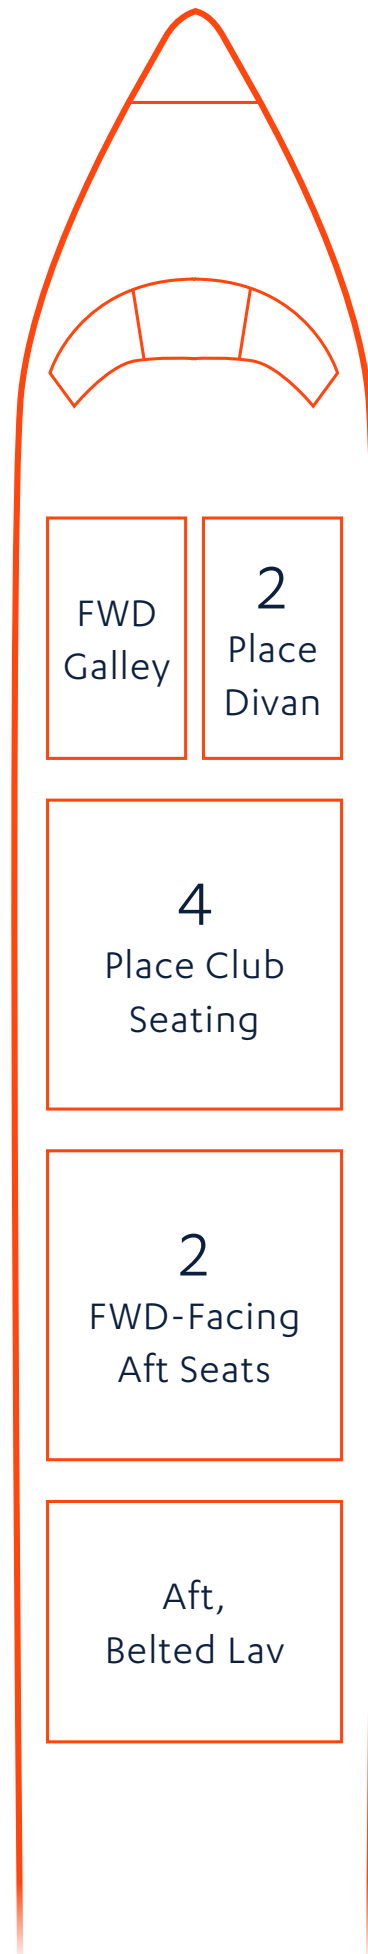 FWD
Galley
2
Place
Divan
4
Place Club
Seating
2
FWD-Facing
Aft Seats
Aft,
Belted Lav